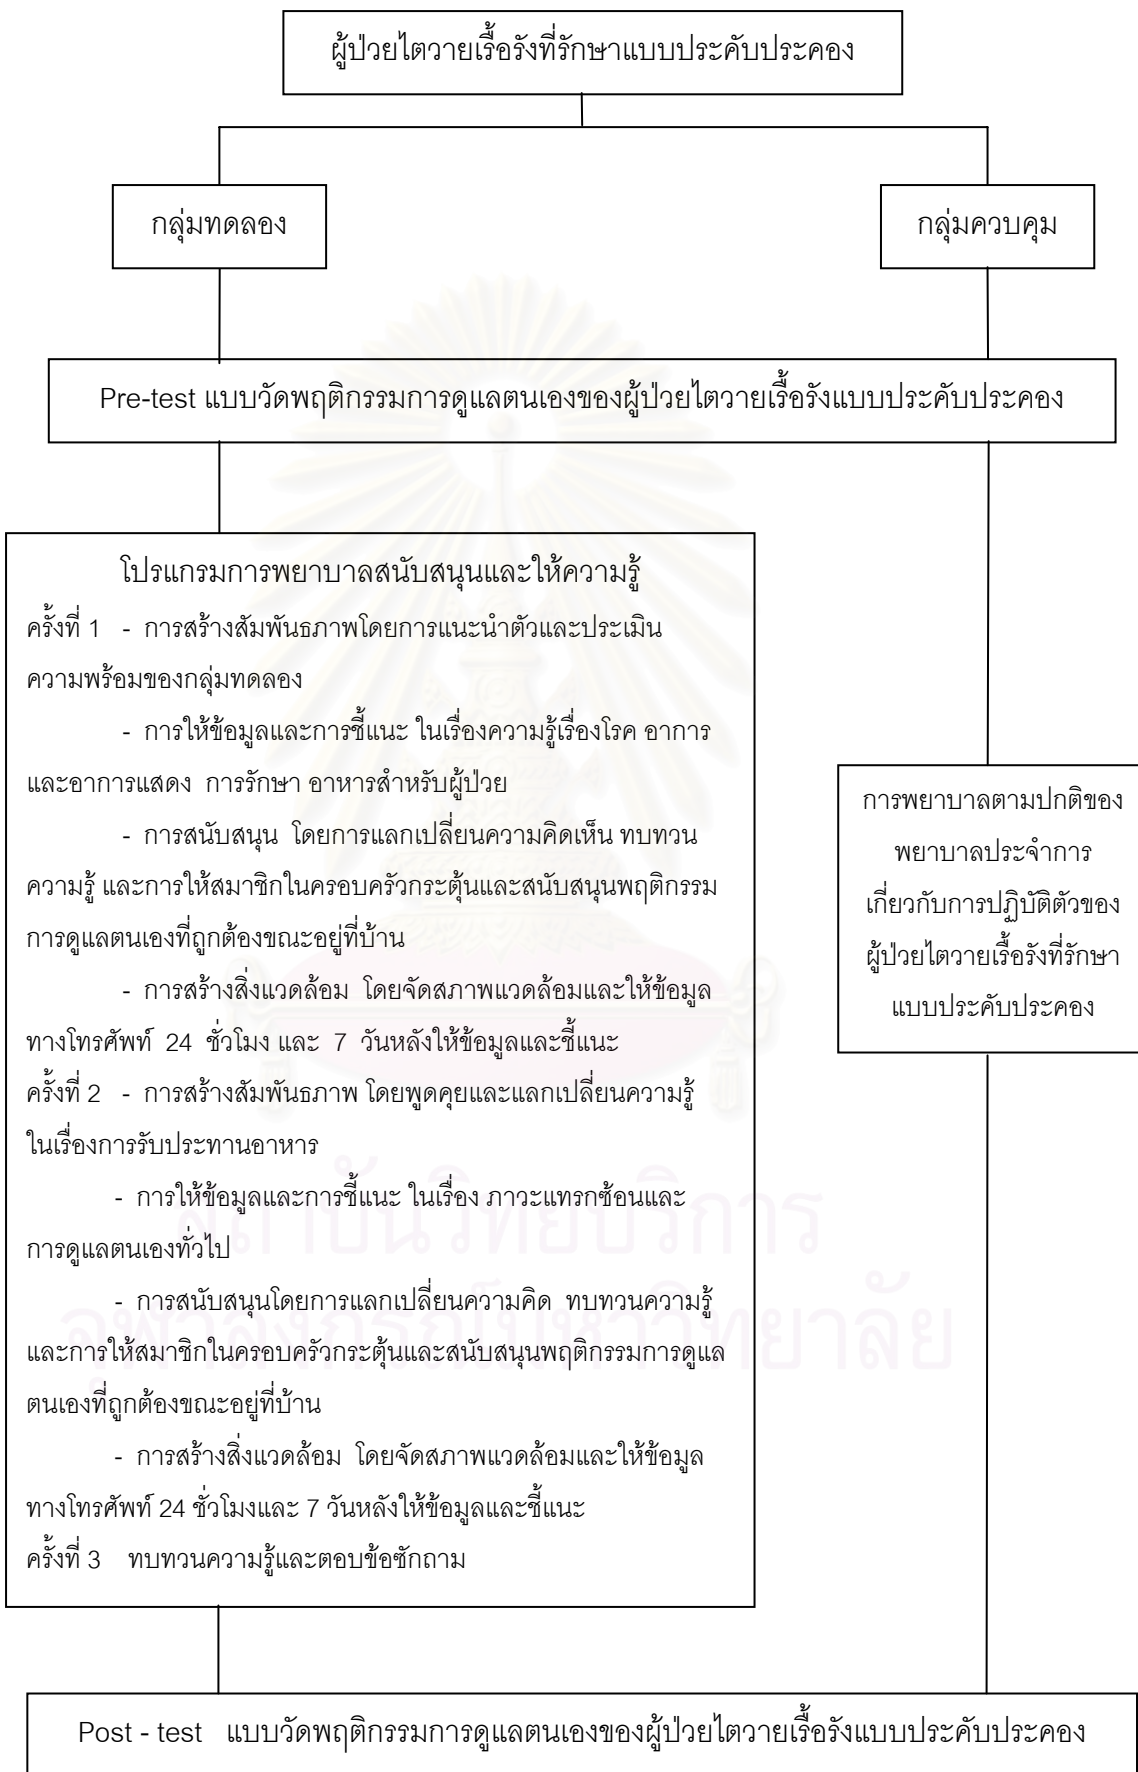 ผู้ป่วยไตวายเรื้อรังที่รักษาแบบประคับประคอง
กลุ่มทดลอง
กลุ่มควบคุม
Pre-test แบบวัดพฤติกรรมการดูแลตนเองของผู้ป่วยไตวายเรื้อรังแบบประคับประคอง
โปรแกรมการพยาบาลสนับสนุนและให้ความรู้
ครั้งที่ 1 - การสร้างสัมพันธภาพโดยการแนะนำตัวและประเมิน
ความพร้อมของกลุ่มทดลอง
- การให้ข้อมูลและการชี้แนะ ในเรื่องความรู้เรื่องโรค อาการ
และอาการแสดง การรักษา อาหารสำหรับผู้ป่วย
- การสนับสนุน โดยการแลกเปลี่ยนความคิดเห็น ทบทวน
ความรู้ และการให้สมาชิกในครอบครัวกระตุ้นและสนับสนุนพฤติกรรม
การดูแลตนเองที่ถูกต้องขณะอยู่ที่บ้าน
- การสร้างสิ่งแวดล้อม โดยจัดสภาพแวดล้อมและให้ข้อมูล
ทางโทรศัพท์ 24 ชั่วโมง และ 7 วันหลังให้ข้อมูลและชี้แนะ
ครั้งที่ 2 - การสร้างสัมพันธภาพ โดยพูดคุยและแลกเปลี่ยนความรู้
ในเรื่องการรับประทานอาหาร
- การให้ข้อมูลและการชี้แนะ ในเรื่อง ภาวะแทรกซ้อนและ
การดูแลตนเองทั่วไป
- การสนับสนุนโดยการแลกเปลี่ยนความคิด ทบทวนความรู้
และการให้สมาชิกในครอบครัวกระตุ้นและสนับสนุนพฤติกรรมการดูแล
ตนเองที่ถูกต้องขณะอยู่ที่บ้าน
- การสร้างสิ่งแวดล้อม โดยจัดสภาพแวดล้อมและให้ข้อมูล
ทางโทรศัพท์ 24 ชั่วโมงและ 7 วันหลังให้ข้อมูลและชี้แนะ
ครั้งที่ 3 ทบทวนความรู้และตอบข้อซักถาม
การพยาบาลตามปกติของ
พยาบาลประจำการ
เกี่ยวกับการปฏิบัติตัวของ
ผู้ป่วยไตวายเรื้อรังที่รักษา
แบบประคับประคอง
สถาบันวิทยบริการ
จุฬาลงกรณ์มหาวิทยาลัย
Post - test แบบวัดพฤติกรรมการดูแลตนเองของผู้ป่วยไตวายเรื้อรังแบบประคับประคอง